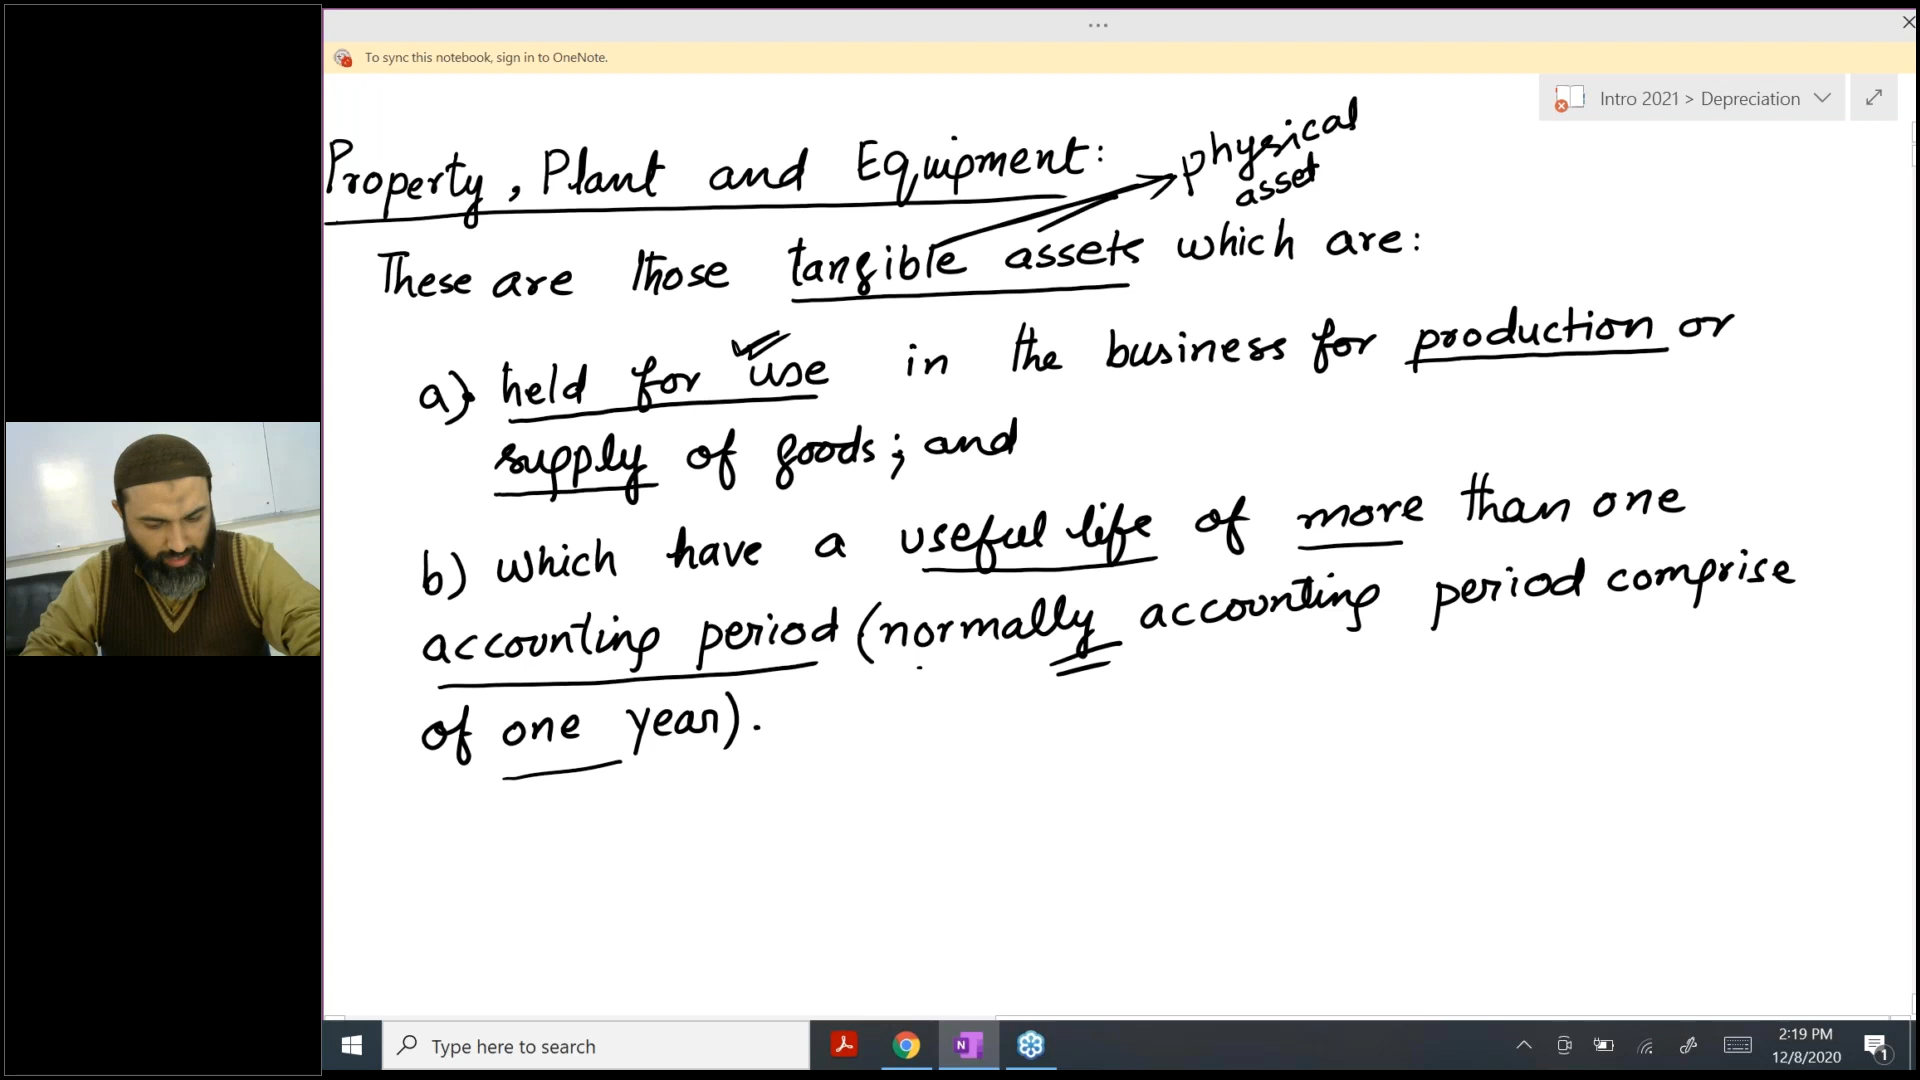 To sync this notebook, sign in to OneNote.
Intro 2021 > Depreciation
Property, Plant and Equipment:
physical
asset
These are those tangible assets which are:
a) held for use in the business for production or
supply of goods; and
b) which have a useful life of more than one
accounting period (normally accounting period comprise
of one year).
Type here to search
N
2:19 PM
12/8/2020
1